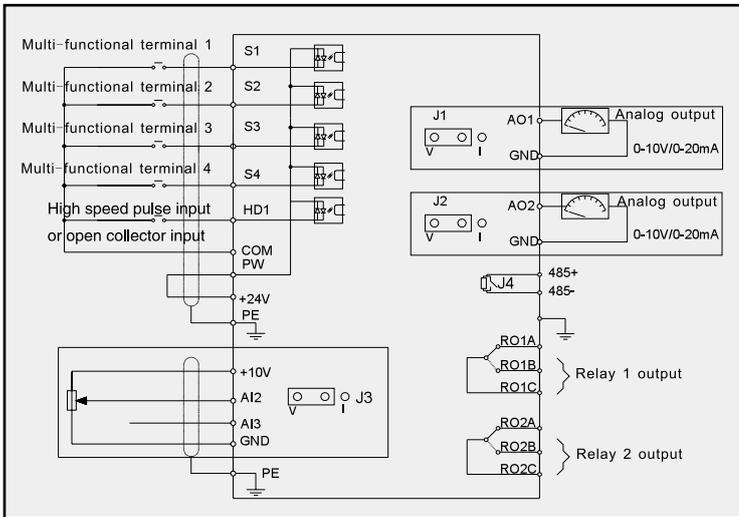 Multi-functional terminal 1
S1
Multi-functional terminal 2
S2
Multi-functional terminal 3
S3
Multi-functional terminal 4
S4
High speed pulse input
or open collector input
HD1
COM
PW
+24V
PE
+10V
AI2
AI3
GND
V
I
J3
PE
J1
V
I
AO1
GND
Analog output
0-10V/0-20mA
J2
V
I
AO2
GND
Analog output
0-10V/0-20mA
J4
485+
485-
RO1A
RO1B
RO1C
Relay 1 output
RO2A
RO2B
RO2C
Relay 2 output